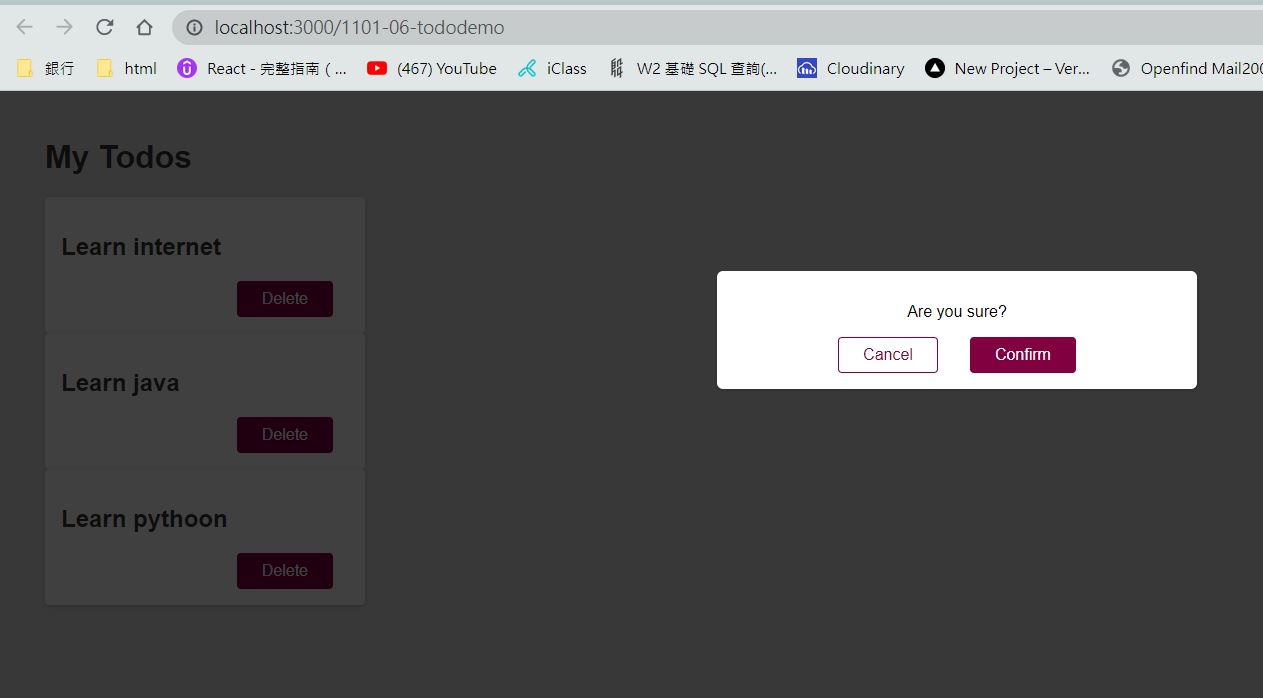 localhost:3000/1101-06-tododemo
銀行 html React - 完整指南 ( ... (467) YouTube iClass W2 基礎 SQL 查詢(... Cloudinary New Project – Ver... Openfind Mail200
My Todos
Learn internet
Delete
Learn java
Delete
Learn pythoon
Delete
Are you sure?
Cancel Confirm